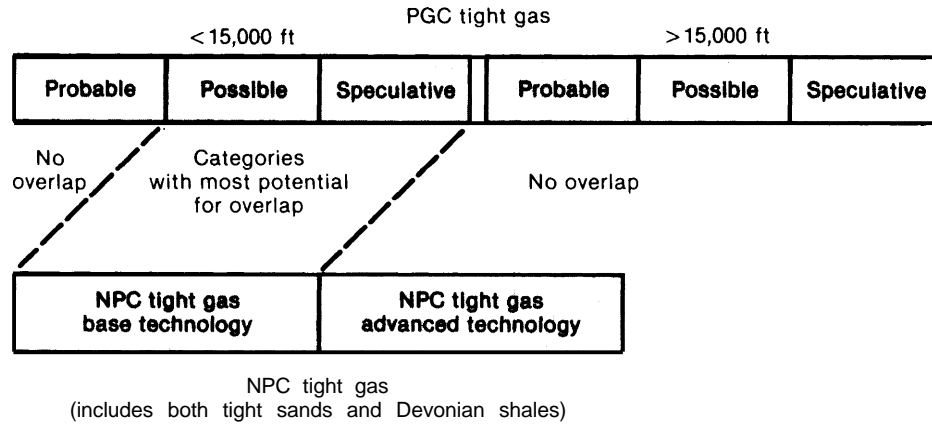 PGC tight gas
<15,000 ft >15,000 ft
Probable Possible Speculative Probable Possible Speculative
No
overlap
Categories
with most potential
for overlap
No overlap
NPC tight gas
base technology
NPC tight gas
advanced technology
NPC tight gas
(includes both tight sands and Devonian shales)